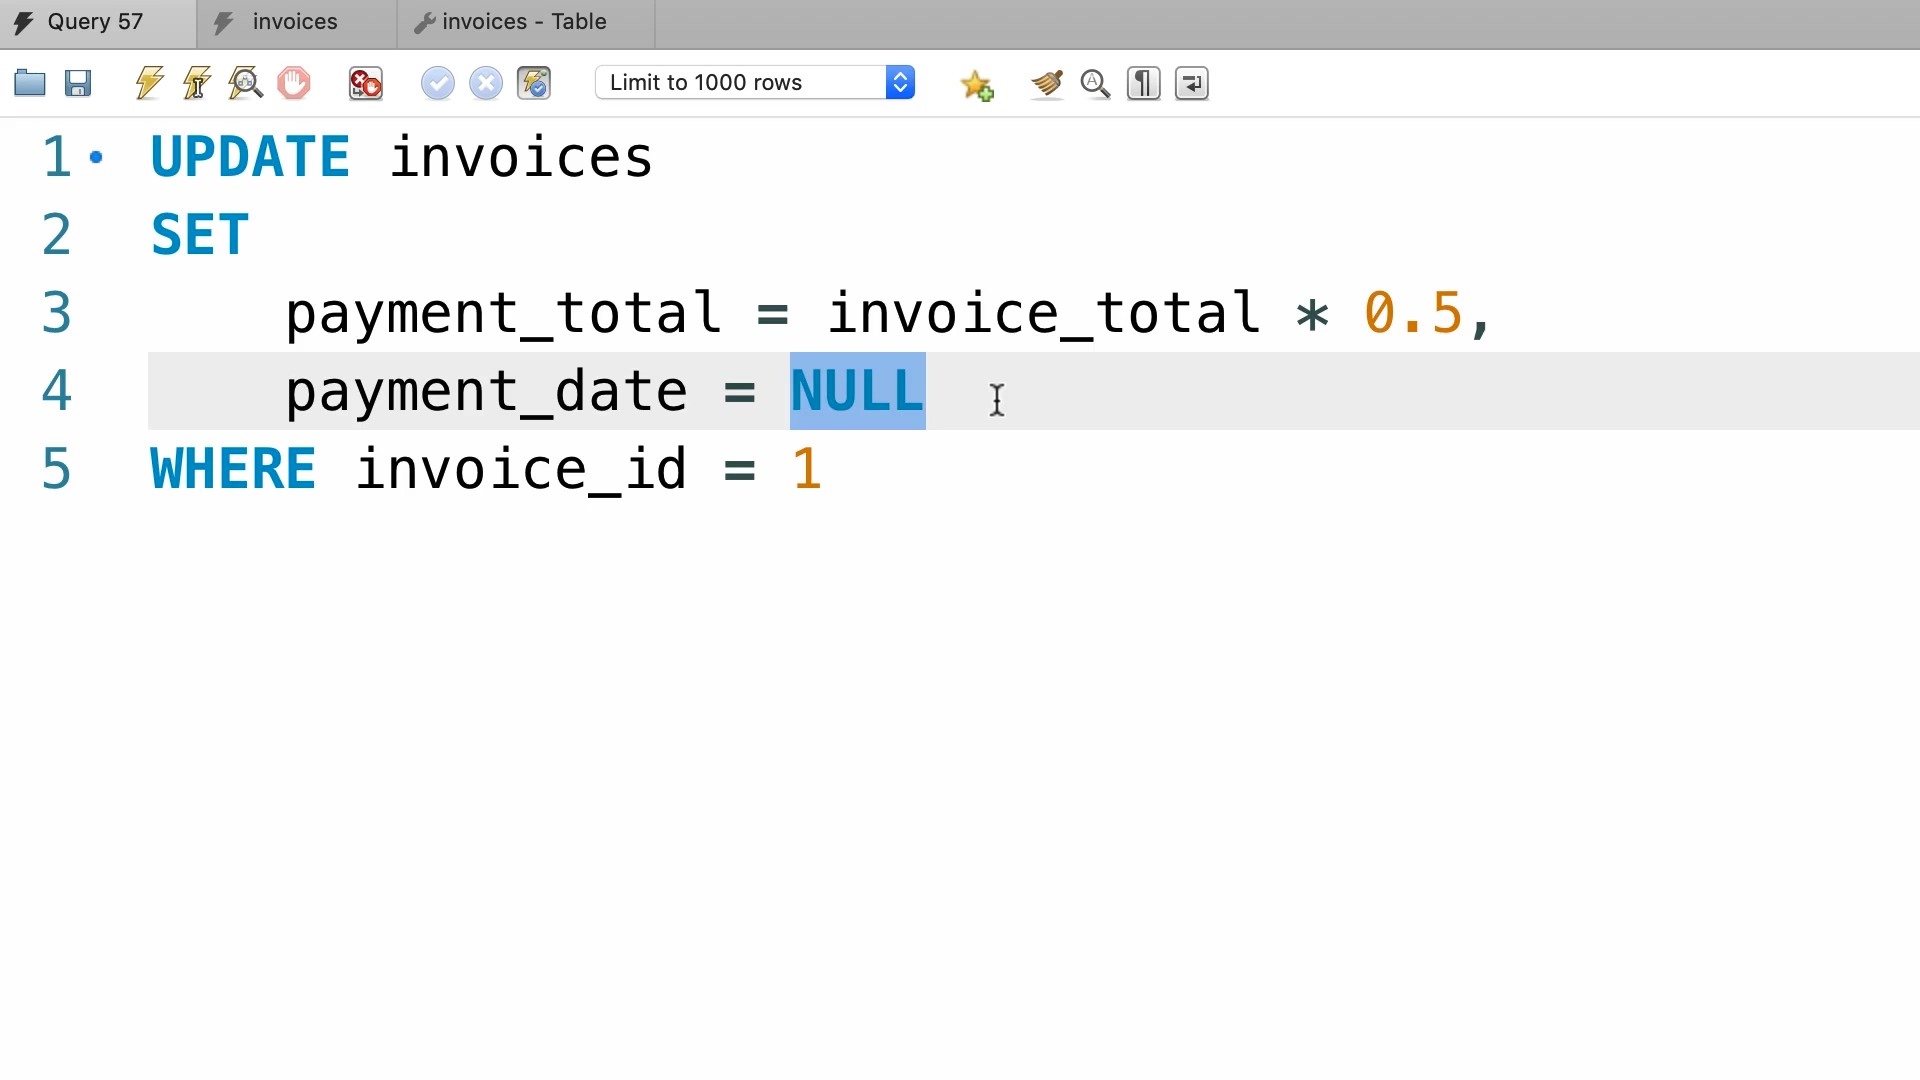 Query 57
invoices
invoices - Table
Limit to 1000 rows
1 UPDATE invoices
2 SET
3 payment_total = invoice_total * 0.5,
4 payment_date = NULL
5 WHERE invoice_id = 1